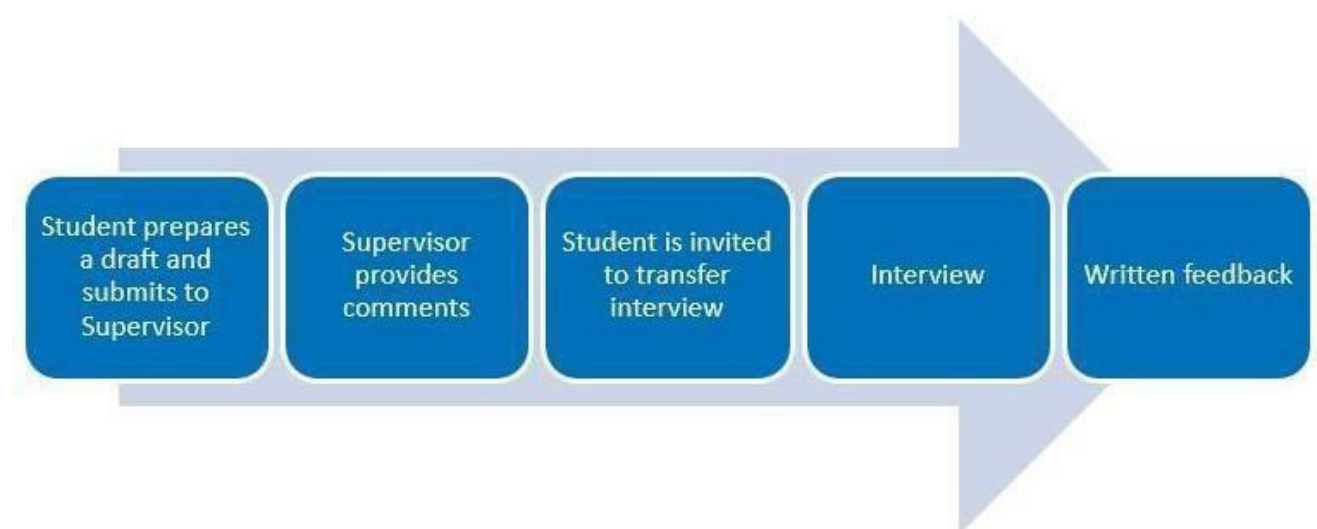 Student prepares
a draft and
submits to
Supervisor
Supervisor
provides
comments
Student is invited
to transfer
interview
Interview
Written feedback